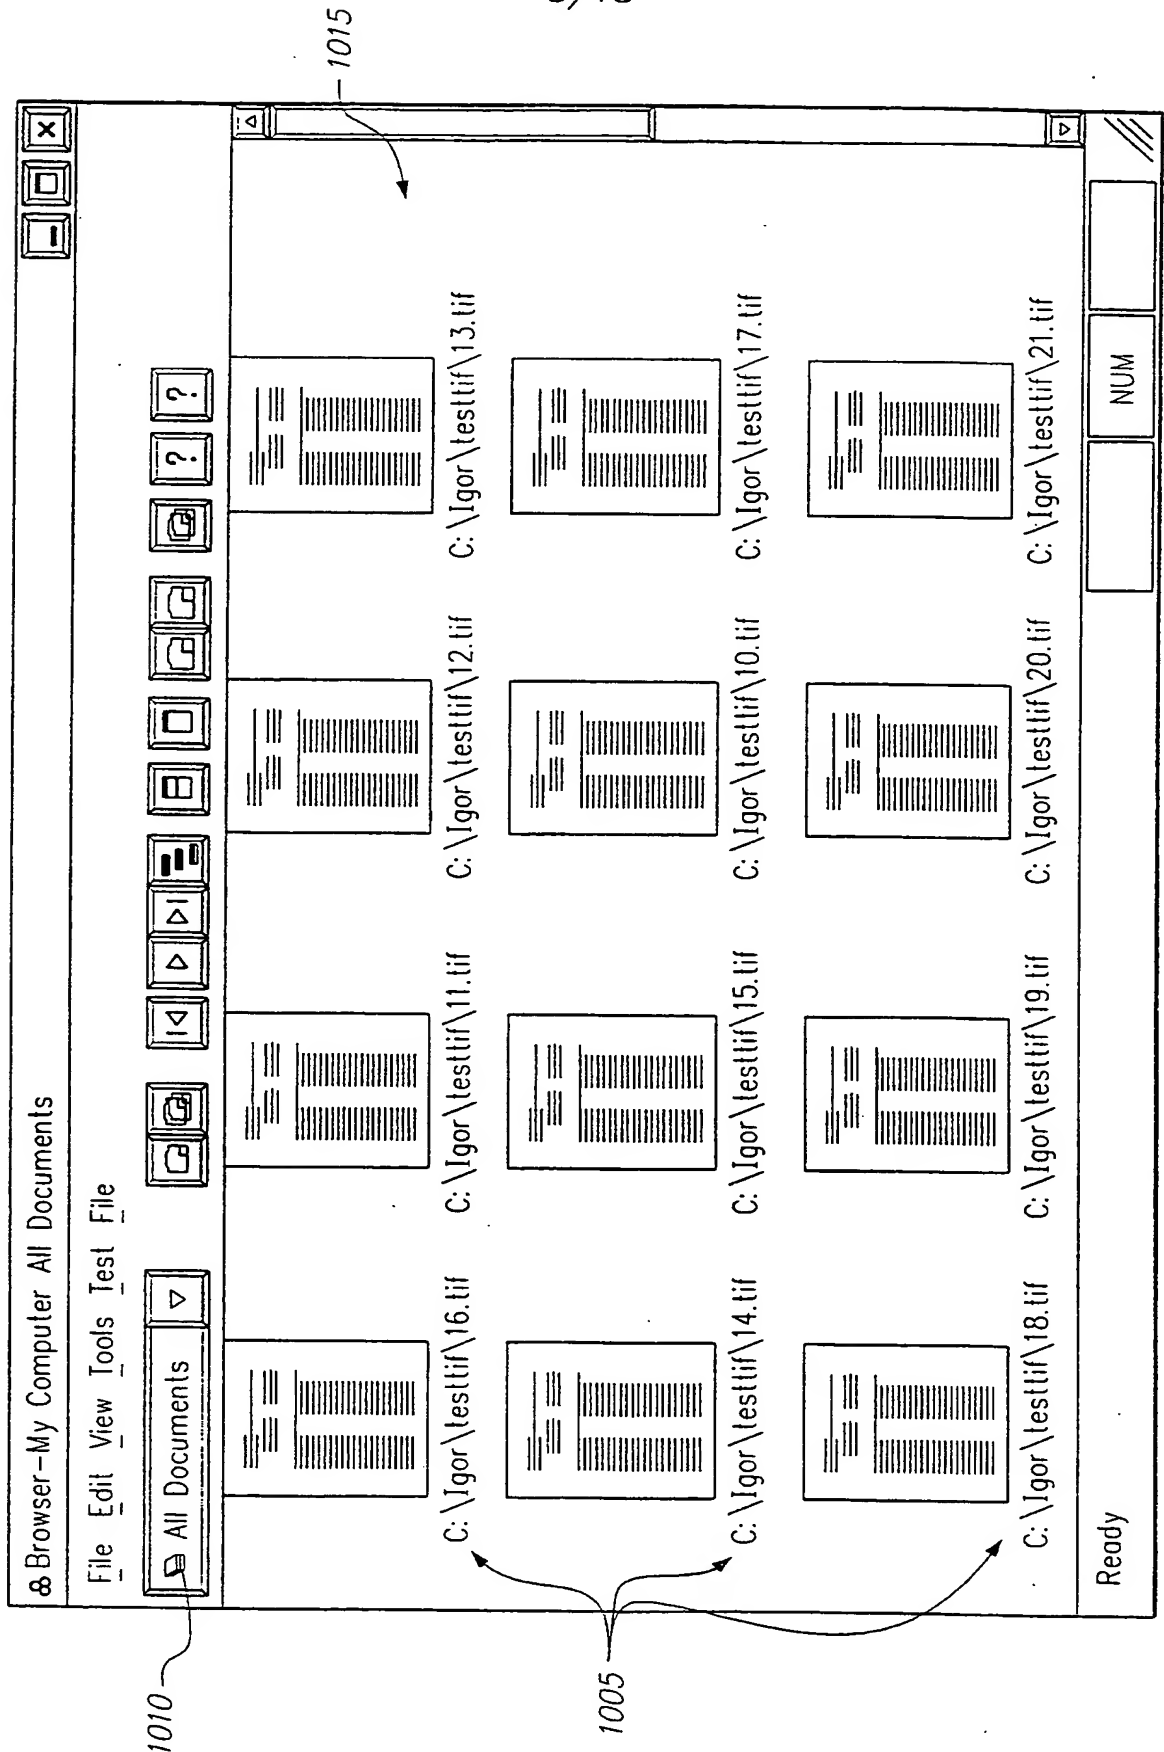 1015
Browser-My Computer All Documents
File Edit View Tools Test File
All Documents
? ?
1010
C:\Igor\testtif\16.tif C:\Igor\testtif\11.tif C:\Igor\testtif\12.tif C:\Igor\testtif\13.tif
C:\Igor\testtif\14.tif C:\Igor\testtif\15.tif C:\Igor\testtif\10.tif C:\Igor\testtif\17.tif
1005
C:\Igor\testtif\18.tif C:\Igor\testtif\19.tif C:\Igor\testtif\20.tif C:\Igor\testtif\21.tif
Ready NUM